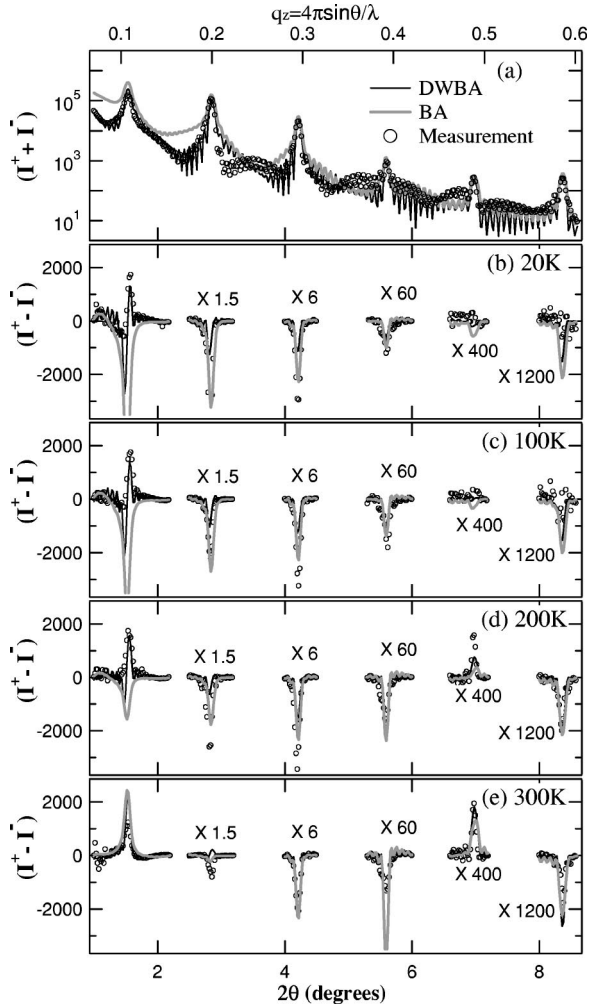 qz=4πsinθ/λ
0.1 0.2 0.3 0.4 0.5 0.6
(a)
DWBA
BA
Measurement
10^5
10^3
10^1
(I^+ + I^-)
(b) 20K
2000
0
-2000
(I^+ - I^-)
X 1.5
X 6
X 60
X 400
X 1200
(c) 100K
2000
0
-2000
(I^+ - I^-)
X 1.5
X 6
X 60
X 400
X 1200
(d) 200K
2000
0
-2000
(I^+ - I^-)
X 1.5
X 6
X 60
X 400
X 1200
(e) 300K
2000
0
-2000
(I^+ - I^-)
X 1.5
X 6
X 60
X 400
X 1200
2 4 6 8
2θ (degrees)